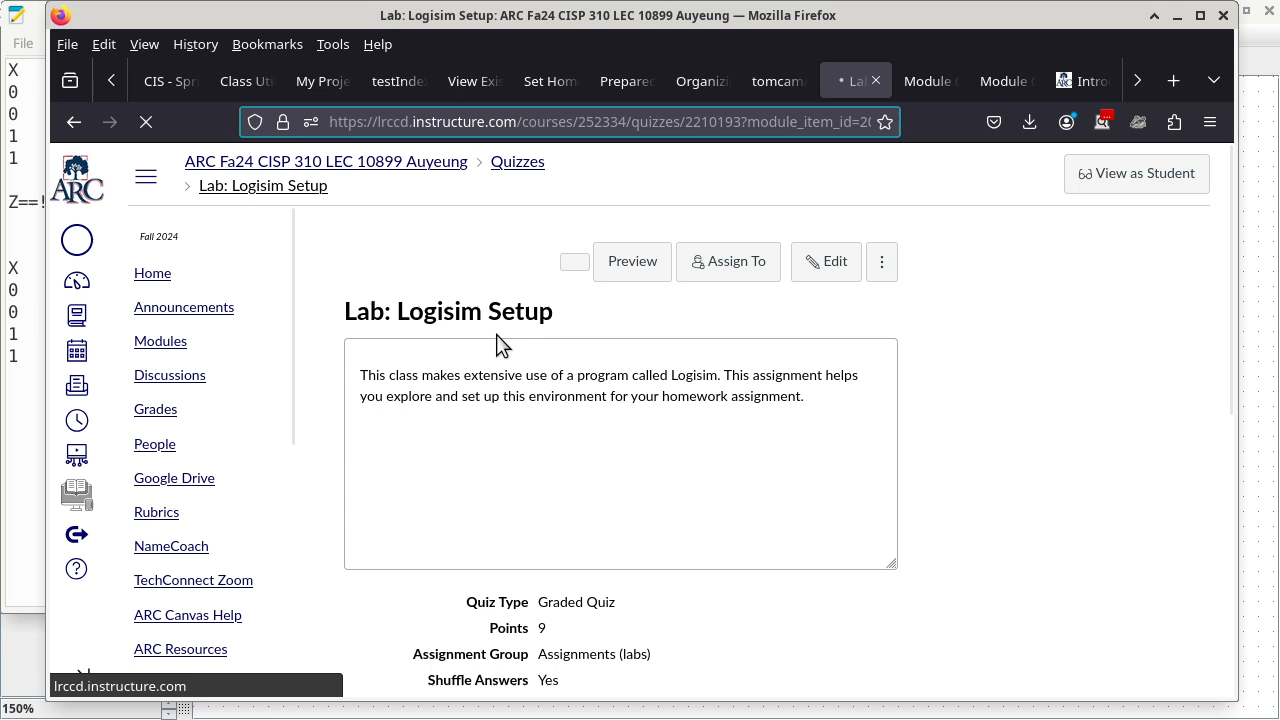 Lab: Logisim Setup: ARC Fa24 CISP 310 LEC 10899 Auyeung — Mozilla Firefox
File
File Edit View History Bookmarks Tools Help
CIS - Spri Class Uti My Proje testInde View Exis Set Hom Prepare Organizi tomcam La Module Module ARC Intro
https://lrccd.instructure.com/courses/252334/quizzes/2210193?module_item_id=20
X
0
0
1
1
Z==!
X
0
0
1
1
ARC
ARC Fa24 CISP 310 LEC 10899 Auyeung > Quizzes
> Lab: Logisim Setup
View as Student
Fall 2024
Home
Announcements
Modules
Discussions
Grades
People
Google Drive
Rubrics
NameCoach
TechConnect Zoom
ARC Canvas Help
ARC Resources
Preview Assign To Edit
Lab: Logisim Setup
This class makes extensive use of a program called Logisim. This assignment helps
you explore and set up this environment for your homework assignment.
Quiz Type Graded Quiz
Points 9
Assignment Group Assignments (labs)
Shuffle Answers Yes
lrccd.instructure.com
150%